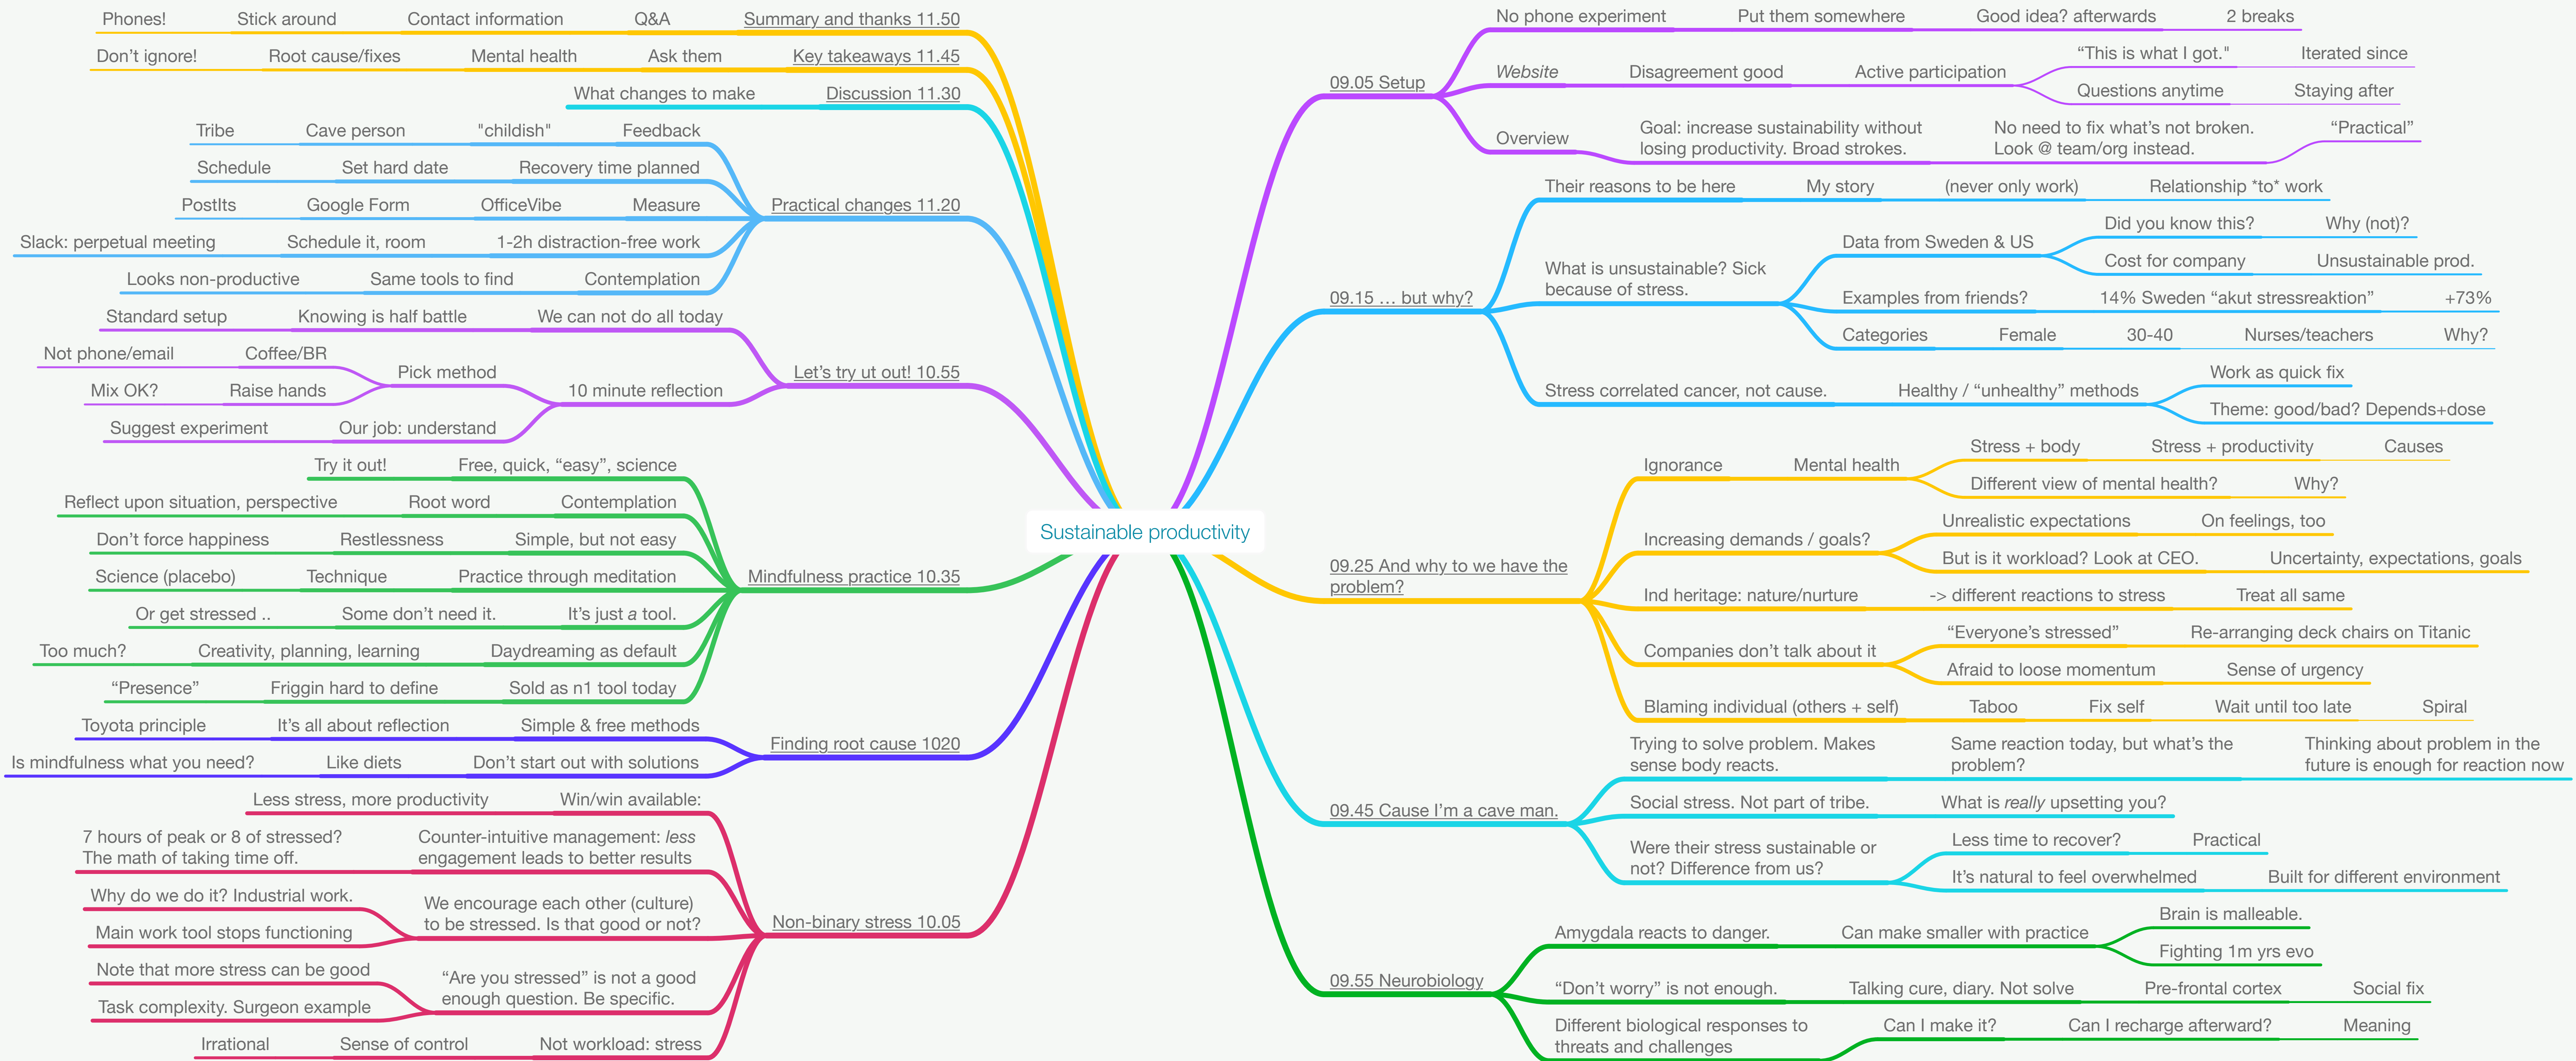 Sustainable productivity
09.05 Setup
No phone experiment
Put them somewhere
Good idea? afterwards
2 breaks
Website
Disagreement good
Active participation
“This is what I got."
Iterated since
Questions anytime
Staying after
Overview
Goal: increase sustainability without
losing productivity. Broad strokes.
No need to fix what’s not broken.
Look @ team/org instead.
“Practical”
09.15 … but why?
Their reasons to be here
My story
(never only work)
Relationship *to* work
What is unsustainable? Sick
because of stress.
Data from Sweden & US
Did you know this?
Why (not)?
Cost for company
Unsustainable prod.
Examples from friends?
14% Sweden “akut stressreaktion”
+73%
Categories
Female
30-40
Nurses/teachers
Why?
Stress correlated cancer, not cause.
Healthy / “unhealthy” methods
Work as quick fix
Theme: good/bad? Depends+dose
09.25 And why to we have the
problem?
Ignorance
Mental health
Stress + body
Stress + productivity
Causes
Different view of mental health?
Why?
Increasing demands / goals?
Unrealistic expectations
On feelings, too
But is it workload? Look at CEO.
Uncertainty, expectations, goals
Ind heritage: nature/nurture
-> different reactions to stress
Treat all same
Companies don’t talk about it
“Everyone’s stressed”
Re-arranging deck chairs on Titanic
Afraid to loose momentum
Sense of urgency
Blaming individual (others + self)
Taboo
Fix self
Wait until too late
Spiral
09.45 Cause I’m a cave man.
Trying to solve problem. Makes
sense body reacts.
Same reaction today, but what’s the
problem?
Thinking about problem in the
future is enough for reaction now
Social stress. Not part of tribe.
What is really upsetting you?
Were their stress sustainable or
not? Difference from us?
Less time to recover?
Practical
It’s natural to feel overwhelmed
Built for different environment
09.55 Neurobiology
Amygdala reacts to danger.
Can make smaller with practice
Brain is malleable.
Fighting 1m yrs evo
“Don’t worry” is not enough.
Talking cure, diary. Not solve
Pre-frontal cortex
Social fix
Different biological responses to
threats and challenges
Can I make it?
Can I recharge afterward?
Meaning
Non-binary stress 10.05
Win/win available:
Less stress, more productivity
Counter-intuitive management: less
engagement leads to better results
7 hours of peak or 8 of stressed?
The math of taking time off.
We encourage each other (culture)
to be stressed. Is that good or not?
Why do we do it? Industrial work.
Main work tool stops functioning
“Are you stressed” is not a good
enough question. Be specific.
Note that more stress can be good
Task complexity. Surgeon example
Not workload: stress
Sense of control
Irrational
Finding root cause 1020
Simple & free methods
It’s all about reflection
Toyota principle
Don’t start out with solutions
Like diets
Is mindfulness what you need?
Mindfulness practice 10.35
Free, quick, “easy”, science
Try it out!
Contemplation
Root word
Reflect upon situation, perspective
Simple, but not easy
Restlessness
Don’t force happiness
Practice through meditation
Technique
Science (placebo)
It’s just a tool.
Some don’t need it.
Or get stressed ..
Daydreaming as default
Creativity, planning, learning
Too much?
Sold as n1 tool today
Friggin hard to define
“Presence”
Let’s try ut out! 10.55
We can not do all today
Knowing is half battle
Standard setup
10 minute reflection
Pick method
Coffee/BR
Not phone/email
Raise hands
Mix OK?
Our job: understand
Suggest experiment
Practical changes 11.20
Feedback
"childish"
Cave person
Tribe
Recovery time planned
Set hard date
Schedule
Measure
OfficeVibe
Google Form
PostIts
1-2h distraction-free work
Schedule it, room
Slack: perpetual meeting
Contemplation
Same tools to find
Looks non-productive
Discussion 11.30
What changes to make
Key takeaways 11.45
Ask them
Mental health
Root cause/fixes
Don’t ignore!
Summary and thanks 11.50
Q&A
Contact information
Stick around
Phones!